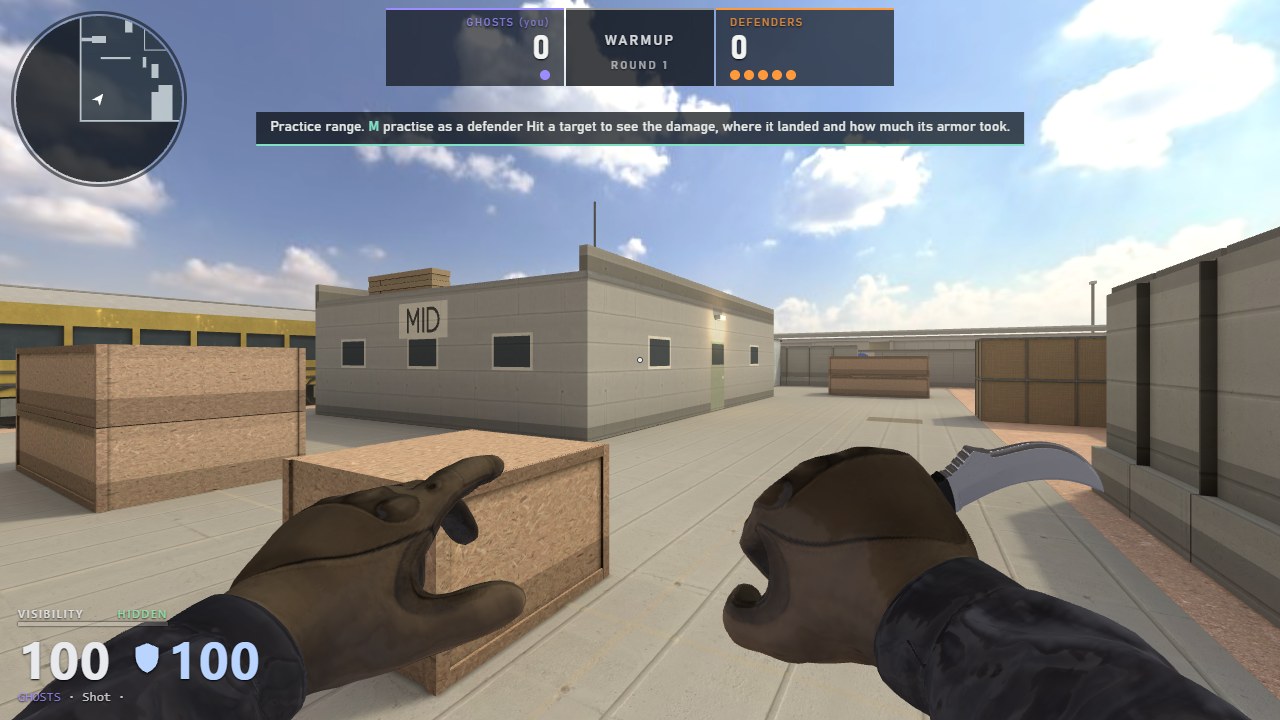 GHOSTS (you)
0
WARMUP
ROUND 1
DEFENDERS
0
Practice range. M practise as a defender Hit a target to see the damage, where it landed and how much its armor took.
MID
VISIBILITY HIDDEN
100 100
GHOSTS · Shot ·